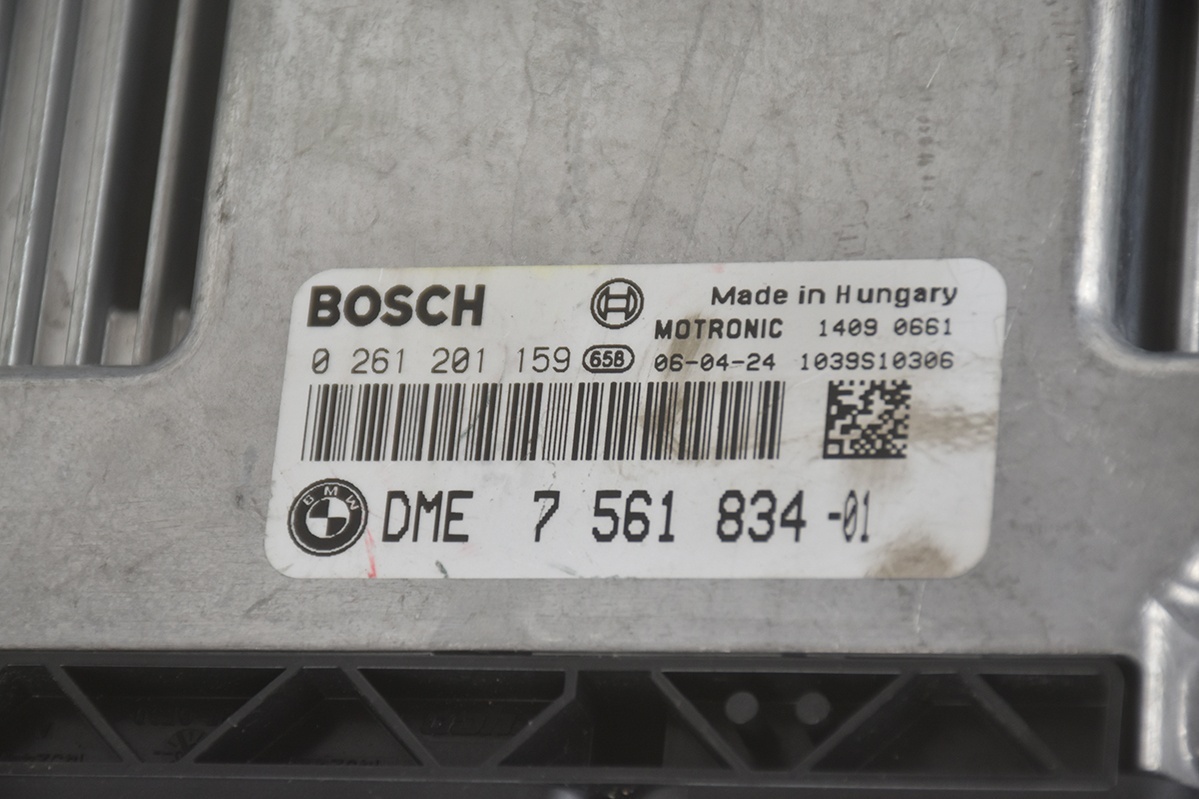 BOSCH
Made in Hungary
MOTRONIC 1409 0661
0 261 201 159 658 06-04-24 1039S10306
BMW DME 7 561 834 -01